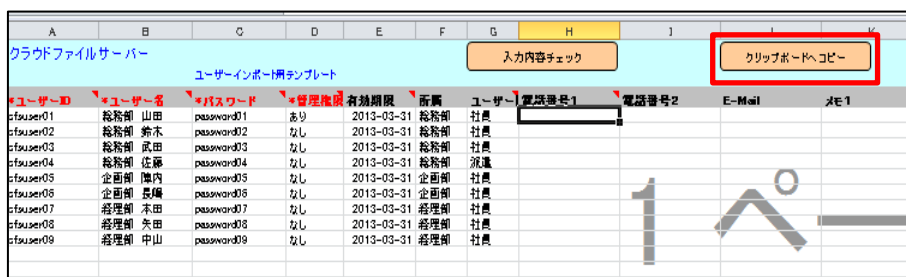 A B C D E F G H I J K
クラウドファイルサーバー 入力内容チェック クリップボードへコピー
ユーザーインポート用テンプレート
*ユーザーID *ユーザー名 *パスワード *管理権限 有効期限 所属 ユーザー 電話番号1 電話番号2 E-Mail メモ1
cfsuser01 総務部 山田 passward01 あり 2013-03-31 総務部 社員
cfsuser02 総務部 鈴木 passward02 なし 2013-03-31 総務部 社員
cfsuser03 総務部 武田 passward03 なし 2013-03-31 総務部 社員
cfsuser04 総務部 佐藤 passward04 なし 2013-03-31 総務部 派遣
cfsuser05 企画部 陣内 passward05 なし 2013-03-31 企画部 社員
cfsuser06 企画部 長嶋 passward06 なし 2013-03-31 企画部 社員
cfsuser07 経理部 本田 passward07 なし 2013-03-31 経理部 社員
cfsuser08 経理部 矢田 passward08 なし 2013-03-31 経理部 社員
cfsuser09 経理部 中山 passward09 なし 2013-03-31 経理部 社員
1 ペー